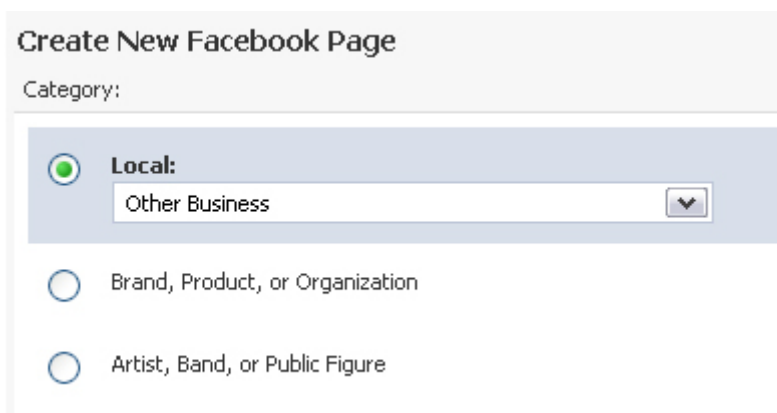 Create New Facebook Page
Category:
Local:
Other Business
Brand, Product, or Organization
Artist, Band, or Public Figure